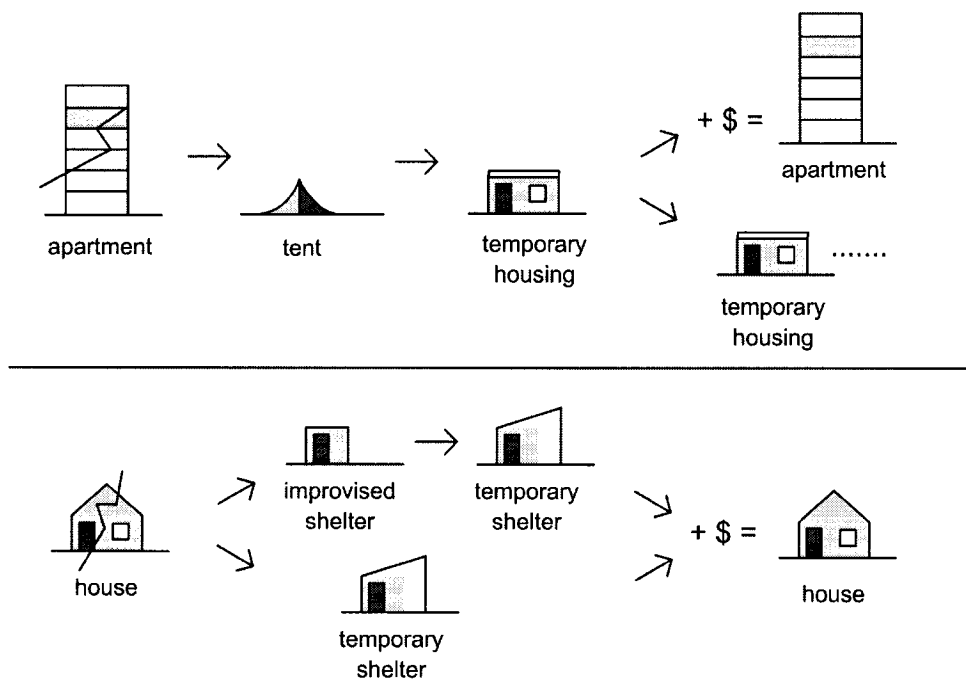 + $ =
apartment
apartment
tent
temporary
housing
temporary
housing
.......
improvised
shelter
temporary
shelter
+ $ =
house
house
temporary
shelter